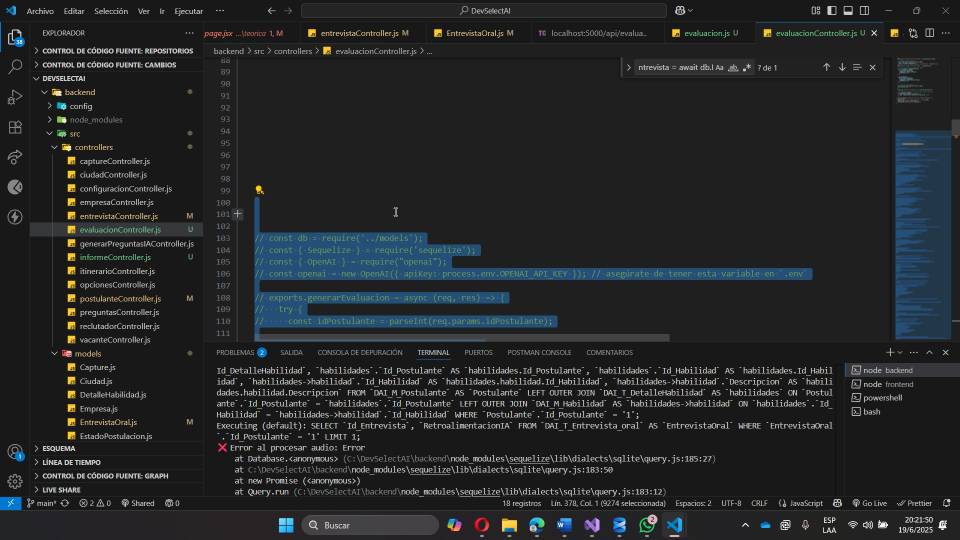 Archivo Editar Selección Ver Ir Ejecutar ··· DevSelectAI
EXPLORADOR
CONTROL DE CÓDIGO FUENTE: REPOSITORIOS
CONTROL DE CÓDIGO FUENTE: CAMBIOS
DEVSELECTAI
backend
config
node_modules
src
controllers
captureController.js
ciudadController.js
configuracionController.js
empresaController.js
entrevistaController.js M
evaluacionController.js U
generarPreguntasIAController.js
informeController.js U
itinerarioController.js
opcionesController.js
postulanteController.js M
preguntasController.js
reclutadorController.js
vacanteController.js
models
Capture.js
Ciudad.js
DetalleHabilidad.js
Empresa.js
EntrevistaOral.js M
EstadoPostulacion.js
ESQUEMA
LÍNEA DE TIEMPO
CONTROL DE CÓDIGO FUENTE: GRAPH
LIVE SHARE
page.jsx ...\teorica 1, M entrevistaController.js M EntrevistaOral.js M localhost:5000/api/evalua... evaluacion.js U evaluacionController.js U
backend > src > controllers > evaluacionController.js > ...
ntrevista = await db.I Aa ab ? de 1
88
89
90
91
92
93
94
95
96
97
98
99
100
101
102
103 // const db = require('../models');
104 // const { Sequelize } = require('sequelize');
105 // const { OpenAI } = require("openai");
106 // const openai = new OpenAI({ apiKey: process.env.OPENAI_API_KEY }); // asegúrate de tener esta variable en `.env`
107
108 // exports.generarEvaluacion = async (req, res) => {
109 //   try {
110 //     const idPostulante = parseInt(req.params.idPostulante);
111
PROBLEMAS 2 SALIDA CONSOLA DE DEPURACIÓN TERMINAL PUERTOS POSTMAN CONSOLE COMENTARIOS
Id_DetalleHabilidad`, `habilidades`.`Id_Postulante` AS `habilidades.Id_Postulante`, `habilidades`.`Id_Habilidad` AS `habilidades.Id_Habil
idad`, `habilidades->habilidad`.`Id_Habilidad` AS `habilidades.habilidad.Id_Habilidad`, `habilidades->habilidad`.`Descripcion` AS `habili
dades.habilidad.Descripcion` FROM `DAI_M_Postulante` AS `Postulante` LEFT OUTER JOIN `DAI_T_DetalleHabilidad` AS `habilidades` ON `Postul
ante`.`Id_Postulante` = `habilidades`.`Id_Postulante` LEFT OUTER JOIN `DAI_M_Habilidad` AS `habilidades->habilidad` ON `habilidades`.`Id_
Habilidad` = `habilidades->habilidad`.`Id_Habilidad` WHERE `Postulante`.`Id_Postulante` = '1';
Executing (default): SELECT `Id_Entrevista`, `RetroalimentacionIA` FROM `DAI_T_Entrevista_oral` AS `EntrevistaOral` WHERE `EntrevistaOral
`.`Id_Postulante` = '1' LIMIT 1;
❌ Error al procesar audio: Error
at Database.<anonymous> (C:\DevSelectAI\backend\node_modules\sequelize\lib\dialects\sqlite\query.js:185:27)
at C:\DevSelectAI\backend\node_modules\sequelize\lib\dialects\sqlite\query.js:183:50
at new Promise (<anonymous>)
at Query.run (C:\DevSelectAI\backend\node_modules\sequelize\lib\dialects\sqlite\query.js:183:12)
node backend
node frontend
powershell
bash
main* 2 0 Shared 0 18 registros Lín. 378, Col. 1 (9274 seleccionada) Espacios: 2 UTF-8 CRLF JavaScript Go Live Prettier
Buscar
ESP
LAA
20:21:50
19/6/2025